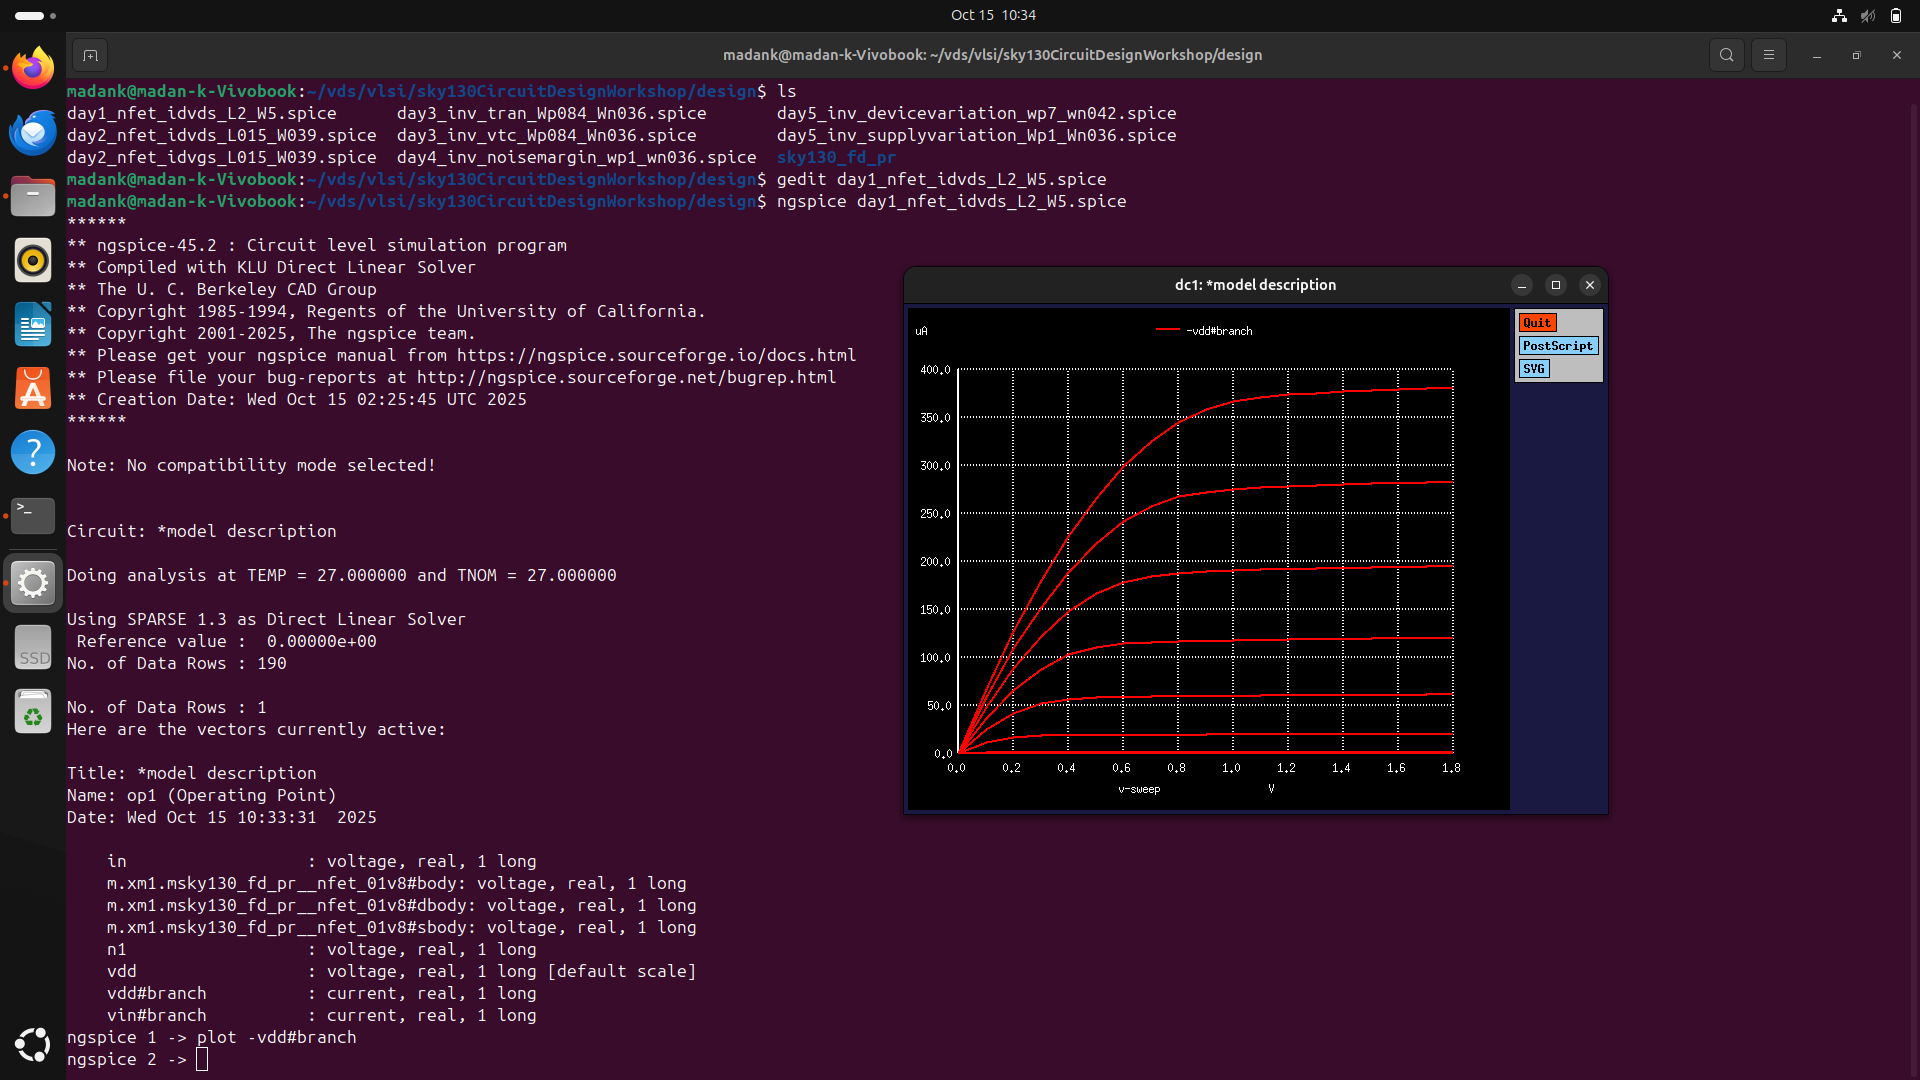 Oct 15 10:34
madank@madan-k-Vivobook: ~/vds/vlsi/sky130CircuitDesignWorkshop/design
madank@madan-k-Vivobook:~/vds/vlsi/sky130CircuitDesignWorkshop/design$ ls
day1_nfet_idvds_L2_W5.spice      day3_inv_tran_Wp084_Wn036.spice       day5_inv_devicevariation_wp7_wn042.spice
day2_nfet_idvds_L015_W039.spice  day3_inv_vtc_Wp084_Wn036.spice        day5_inv_supplyvariation_Wp1_Wn036.spice
day2_nfet_idvgs_L015_W039.spice  day4_inv_noisemargin_wp1_wn036.spice  sky130_fd_pr
madank@madan-k-Vivobook:~/vds/vlsi/sky130CircuitDesignWorkshop/design$ gedit day1_nfet_idvds_L2_W5.spice
madank@madan-k-Vivobook:~/vds/vlsi/sky130CircuitDesignWorkshop/design$ ngspice day1_nfet_idvds_L2_W5.spice
******
** ngspice-45.2 : Circuit level simulation program
** Compiled with KLU Direct Linear Solver
** The U. C. Berkeley CAD Group
** Copyright 1985-1994, Regents of the University of California.
** Copyright 2001-2025, The ngspice team.
** Please get your ngspice manual from https://ngspice.sourceforge.io/docs.html
** Please file your bug-reports at http://ngspice.sourceforge.net/bugrep.html
** Creation Date: Wed Oct 15 02:25:45 UTC 2025
******
Note: No compatibility mode selected!
Circuit: *model description
Doing analysis at TEMP = 27.000000 and TNOM = 27.000000
Using SPARSE 1.3 as Direct Linear Solver
 Reference value :  0.00000e+00
No. of Data Rows : 190
No. of Data Rows : 1
Here are the vectors currently active:
Title: *model description
Name: op1 (Operating Point)
Date: Wed Oct 15 10:33:31  2025
in                  : voltage, real, 1 long
m.xm1.msky130_fd_pr__nfet_01v8#body: voltage, real, 1 long
m.xm1.msky130_fd_pr__nfet_01v8#dbody: voltage, real, 1 long
m.xm1.msky130_fd_pr__nfet_01v8#sbody: voltage, real, 1 long
n1                  : voltage, real, 1 long
vdd                 : voltage, real, 1 long [default scale]
vdd#branch          : current, real, 1 long
vin#branch          : current, real, 1 long
ngspice 1 -> plot -vdd#branch
ngspice 2 ->
dc1: *model description
uA
-vdd#branch
Quit
PostScript
SVG
400.0
350.0
300.0
250.0
200.0
150.0
100.0
50.0
0.0
0.0 0.2 0.4 0.6 0.8 1.0 1.2 1.4 1.6 1.8
v-sweep V
>_
?
A
SSD